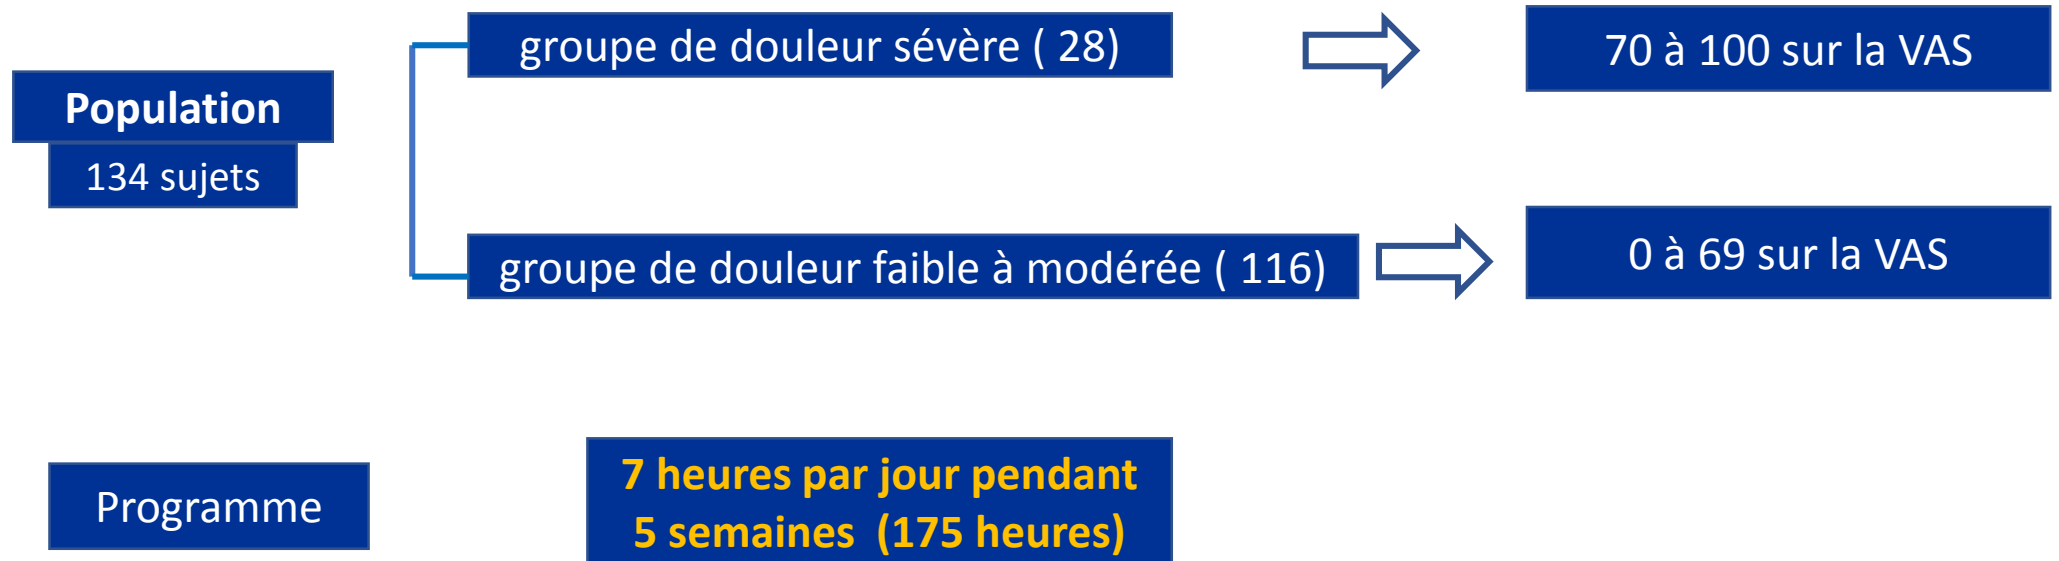 groupe de douleur sévère ( 28)
70 à 100 sur la VAS
Population
134 sujets
groupe de douleur faible à modérée ( 116)
0 à 69 sur la VAS
Programme
7 heures par jour pendant
5 semaines (175 heures)